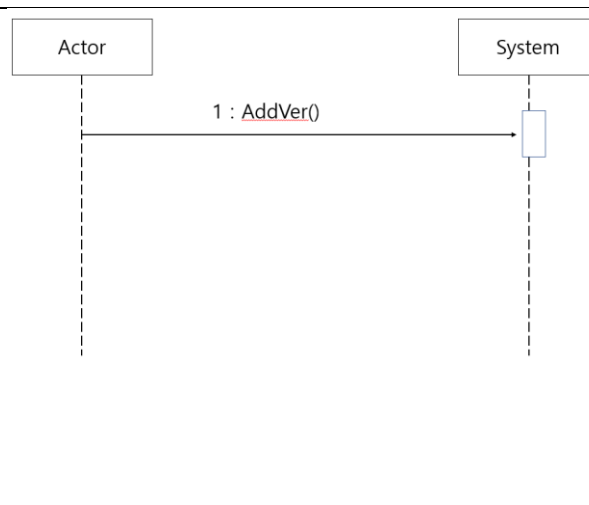 Actor
System
1 : AddVer()